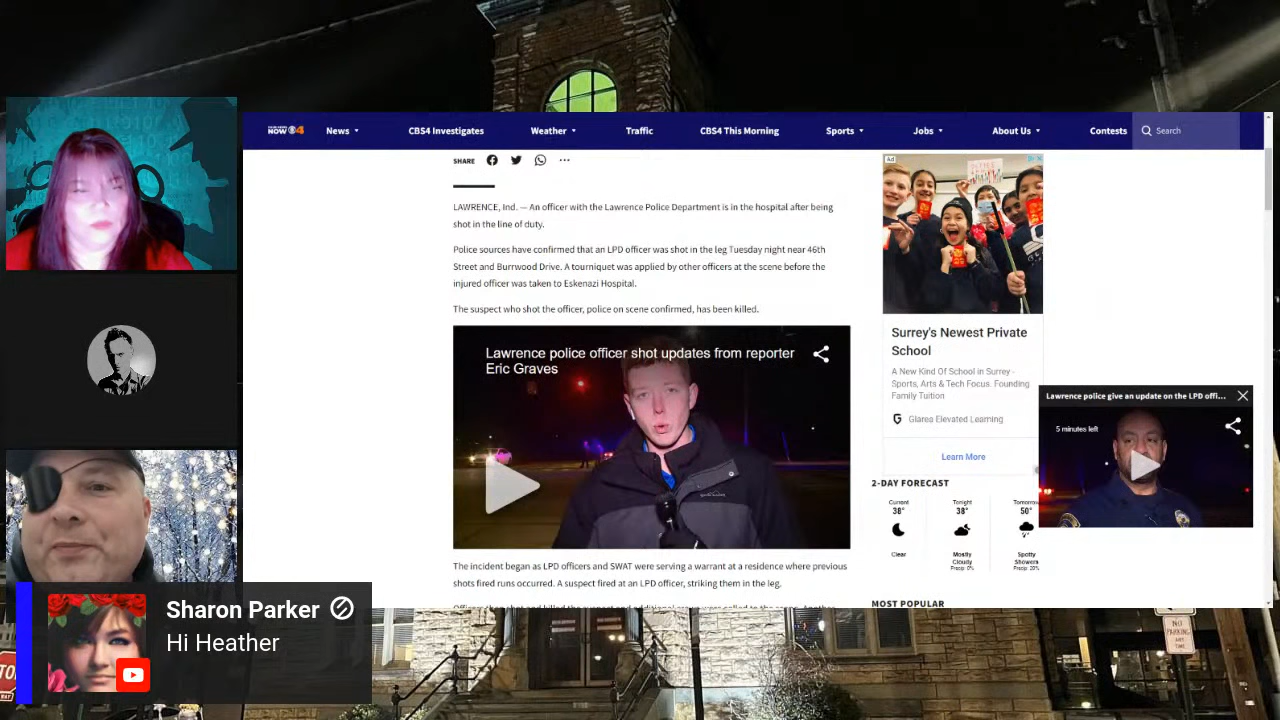 NOW 4
News
CBS4 Investigates
Weather
Traffic
CBS4 This Morning
Sports
Jobs
About Us
Contests
Search
SHARE
LAWRENCE, Ind. — An officer with the Lawrence Police Department is in the hospital after being
shot in the line of duty.
Police sources have confirmed that an LPD officer was shot in the leg Tuesday night near 46th
Street and Burrwood Drive. A tourniquet was applied by other officers at the scene before the
injured officer was taken to Eskenazi Hospital.
The suspect who shot the officer, police on scene confirmed, has been killed.
Lawrence police officer shot updates from reporter
Eric Graves
The incident began as LPD officers and SWAT were serving a warrant at a residence where previous
shots fired runs occurred. A suspect fired at an LPD officer, striking them in the leg.
Ad
Surrey's Newest Private
School
A New Kind Of School in Surrey -
Sports, Arts & Tech Focus. Founding
Family Tuition
Glarea Elevated Learning
Learn More
Lawrence police give an update on the LPD offi...
5 minutes left
2-DAY FORECAST
Current
38°
Clear
Tonight
38°
Mostly
Cloudy
Precip: 0%
Tomorro
50°
Spotty
Showers
Precip: 20%
MOST POPULAR
Sharon Parker
Hi Heather
NO
PARKING